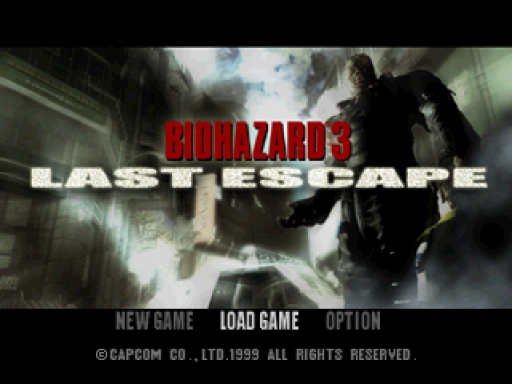 BIOHAZARD 3
LAST ESCAPE
NEW GAME LOAD GAME OPTION
©CAPCOM CO.,LTD.1999 ALL RIGHTS RESERVED.